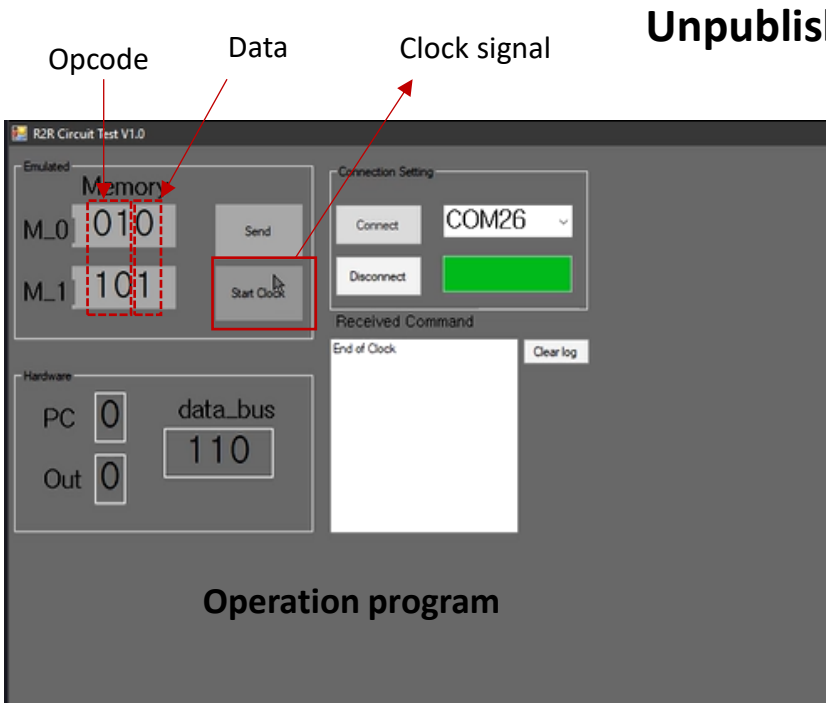 Unpublish
Opcode
Data
Clock signal
R2R Circuit Test V1.0
Emulated
Memory
M_0 010
Send
M_1 101
Start Clock
Connection Setting
Connect
COM26
Disconnect
Received Command
End of Clock
Clear log
Hardware
PC 0
data_bus
110
Out 0
Operation program